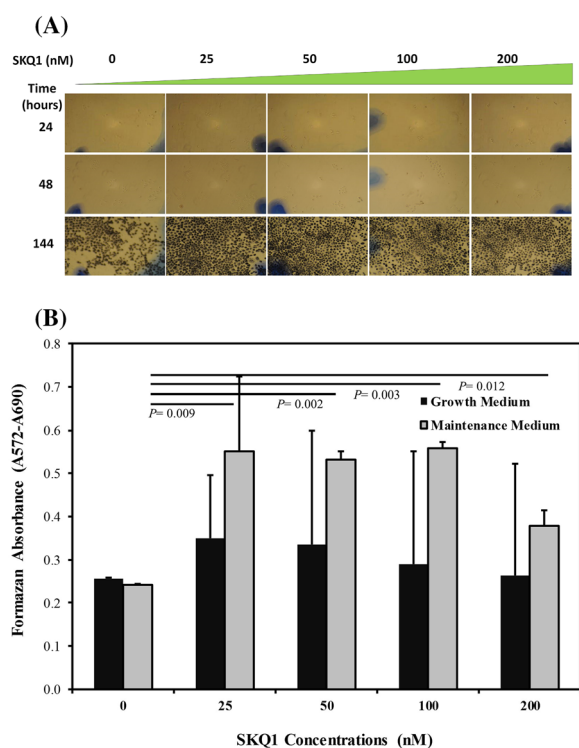 (A)
SKQ1 (nM) 0 25 50 100 200
Time
(hours)
24
48
144
(B)
0.8
0.7
0.6
0.5
0.4
0.3
0.2
0.1
0.0
Formazan Absorbance (A572-A690)
P= 0.009
P= 0.002
P= 0.003
P= 0.012
Growth Medium
Maintenance Medium
0 25 50 100 200
SKQ1 Concentrations (nM)